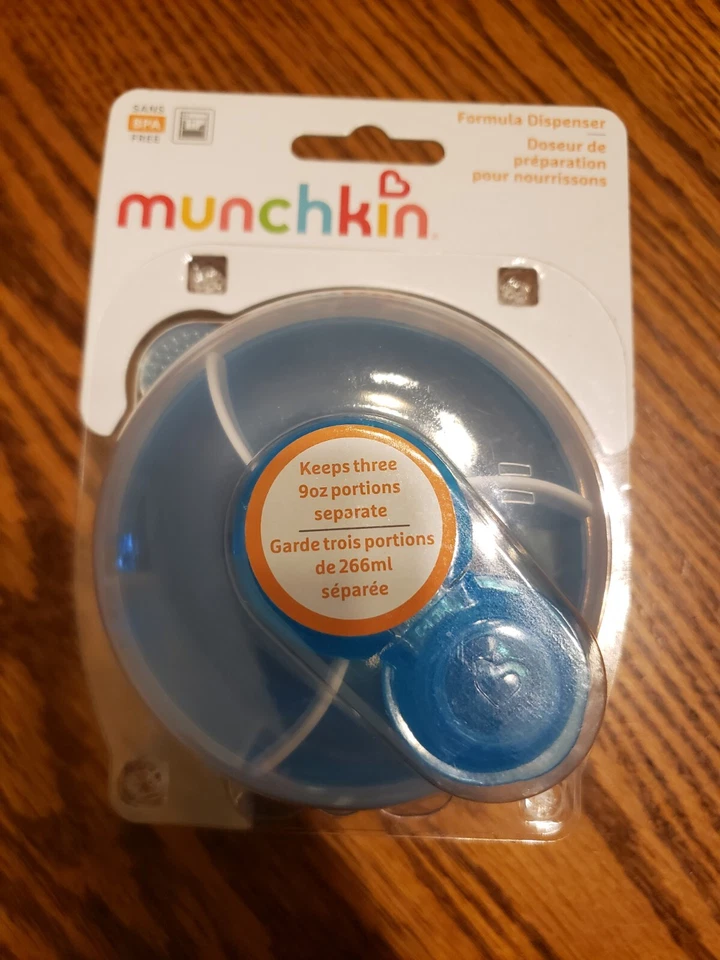 SANS
BPA
FREE
Formula Dispenser
Doseur de
préparation
pour nourrissons
munchkin
Keeps three
9oz portions
separate
Garde trois portions
de 266ml
séparée